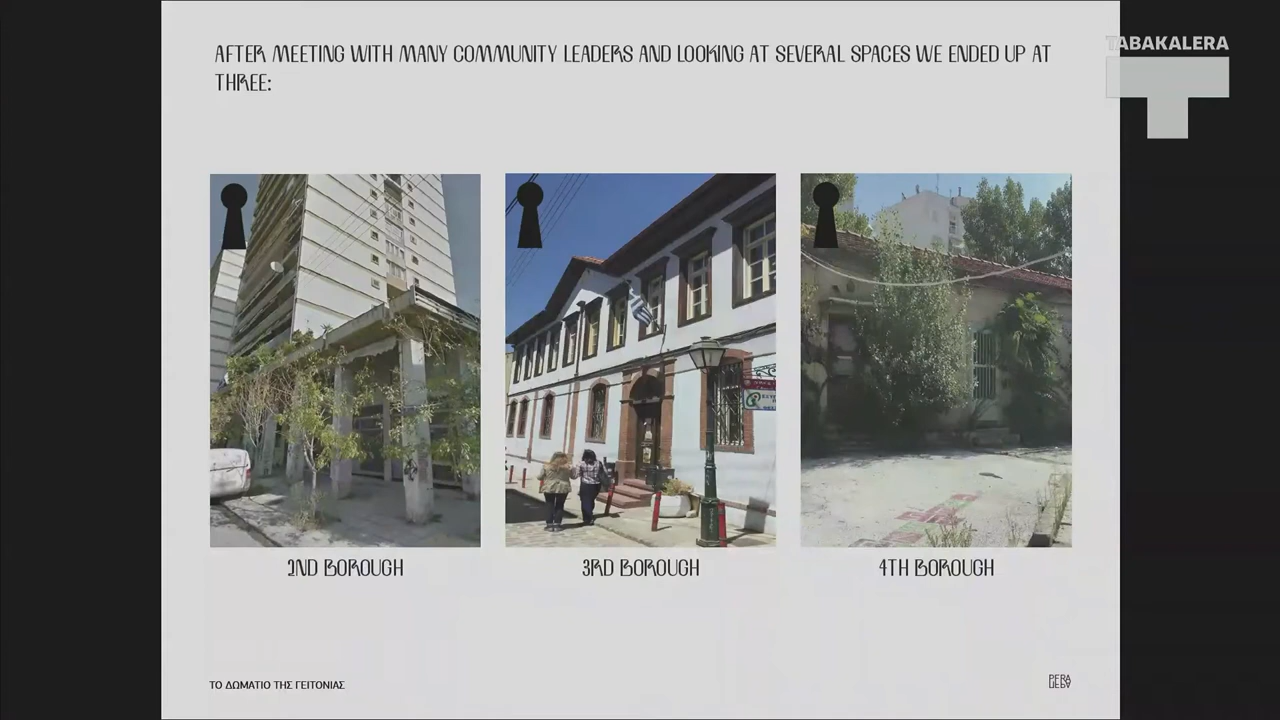 AFTER MEETING WITH MANY COMMUNITY LEADERS AND LOOKING AT SEVERAL SPACES WE ENDED UP AT
THREE:
TABAKALERA
2ND BOROUGH
3RD BOROUGH
4TH BOROUGH
ΤΟ ΔΩΜΑΤΙΟ ΤΗΣ ΓΕΙΤΟΝΙΑΣ